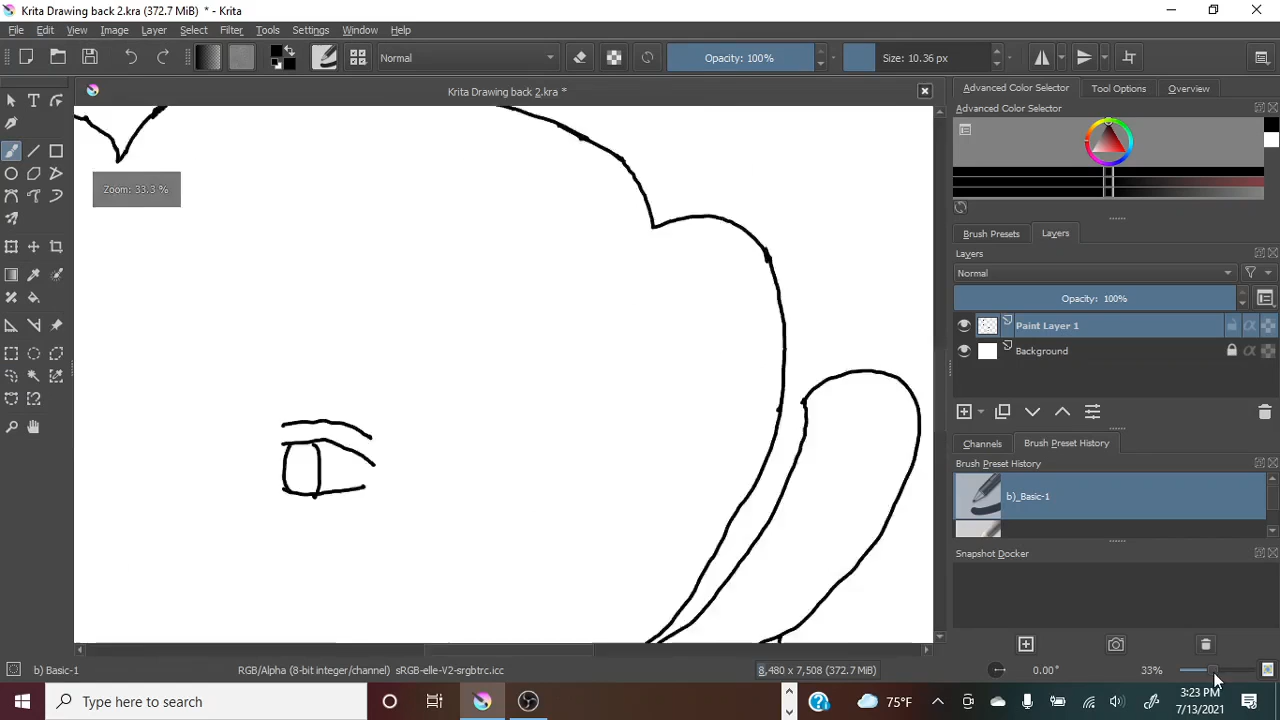 Krita Drawing back 2.kra (372.7 MiB) * - Krita
File Edit View Image Layer Filter Tools Settings Window Help
Normal
Opacity: 100%
Size: 10.36 px
Krita Drawing back 2.kra *
Zoom: 33.3 %
Advanced Color Selector Tool Options Overview
Advanced Color Selector
Brush Presets Layers
Layers
Normal
Opacity: 100%
Paint Layer 1
Background
Channels Brush Preset History
Brush Preset History
b)_Basic-1
Snapshot Docker
b) Basic-1
RGB/Alpha (8-bit integer/channel) sRGB-elle-V2-srgbtrc.icc
8,480 x 7,508 (372.7 MiB)
0.00°
33%
Type here to search
75°F
3:23 PM
7/13/2021